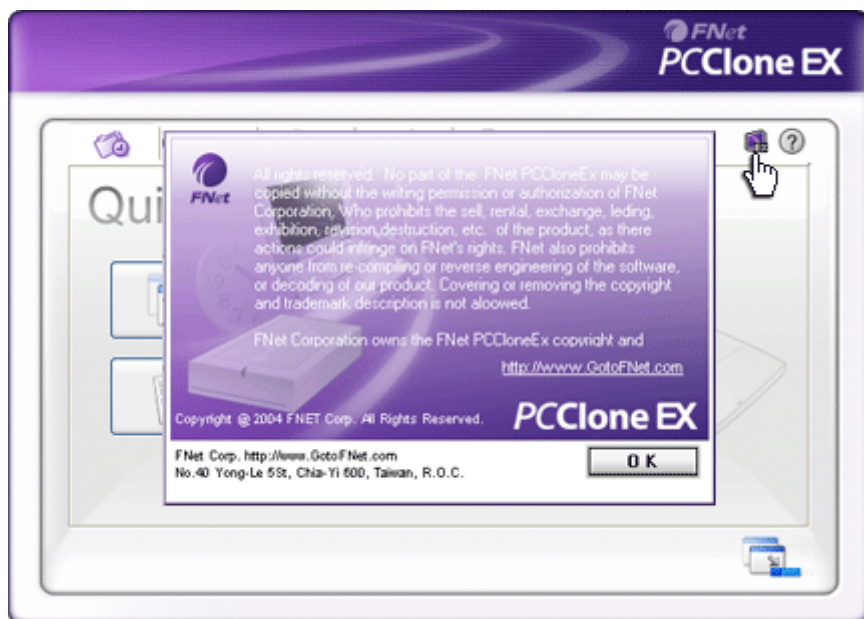 FNet
PCClone EX
Qui
FNet
All rights reserved. No part of the FNet PCCloneEx may be
copied without the writing permission or authorization of FNet
Corporation, Who prohibits the sell, rental, exchange, leding,
exhibition, revision,destruction, etc. of the product, as there
actions could infringe on FNet's rights. FNet also prohibits
anyone from re-compiling or reverse engineering of the software,
or decoding of our product. Covering or removing the copyright
and trademark description is not aloowed.
FNet Corporation owns the FNet PCCloneEx copyright and
http://www.GotoFNet.com
Copyright @ 2004 FNET Corp. All Rights Reserved.
PCClone EX
FNet Corp. http://www.GotoFNet.com
No.40 Yong-Le 5St, Chia-Yi 600, Taiwan, R.O.C.
OK